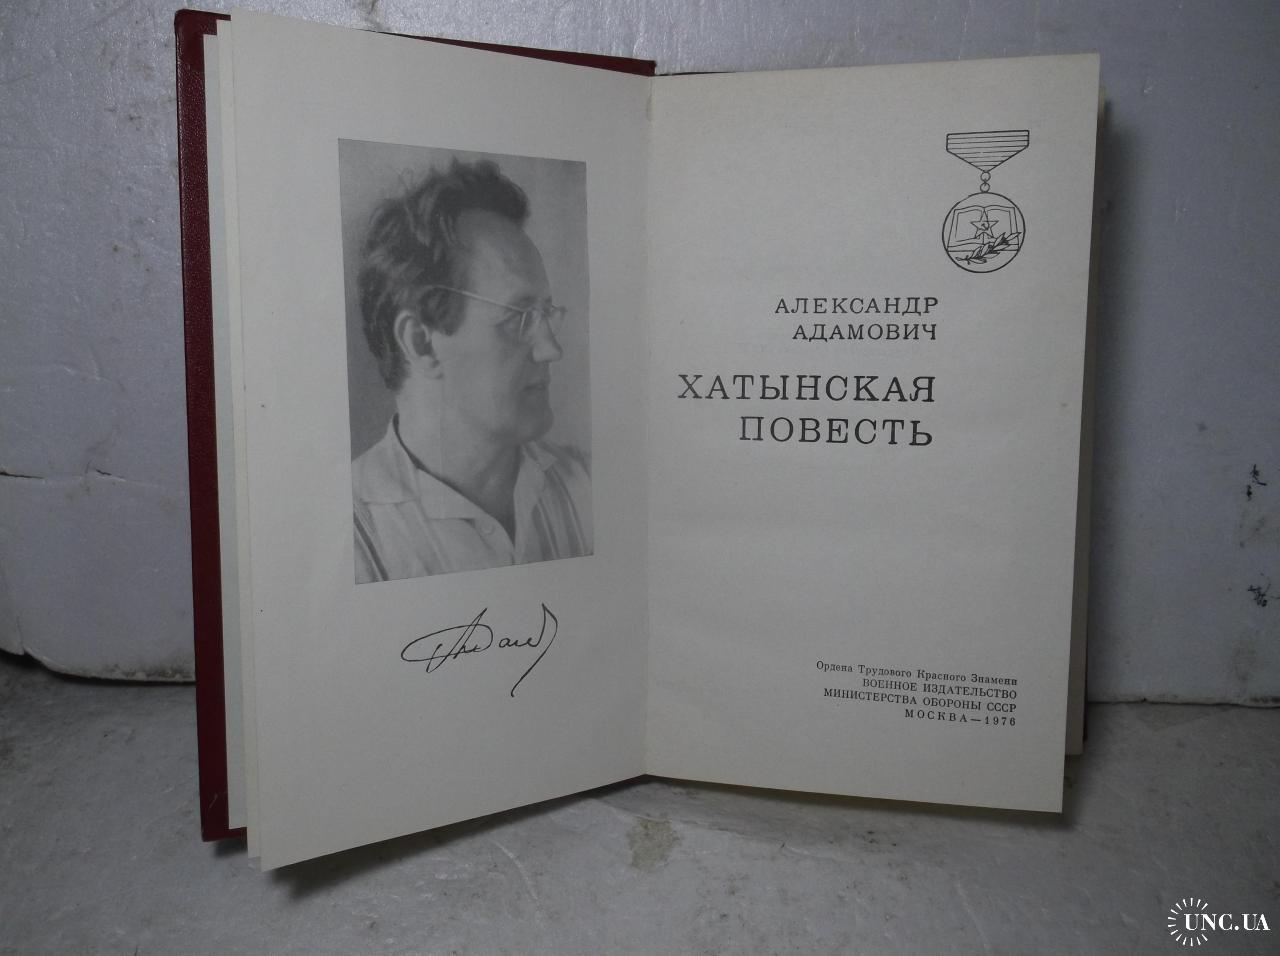 АЛЕКСАНДР
АДАМОВИЧ
ХАТЫНСКАЯ
ПОВЕСТЬ
Ордена Трудового Красного Знамени
ВОЕННОЕ ИЗДАТЕЛЬСТВО
МИНИСТЕРСТВА ОБОРОНЫ СССР
МОСКВА—1976
UNC.UA